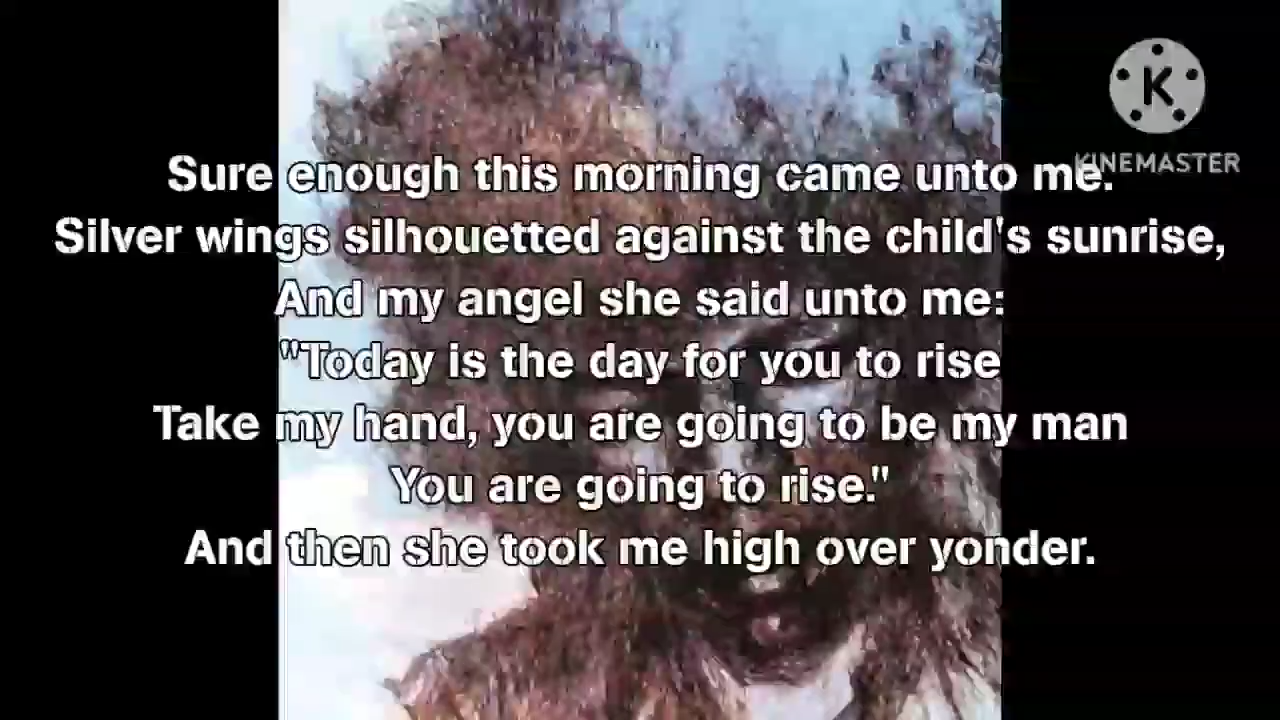 KINEMASTER
Sure enough this morning came unto me.
Silver wings silhouetted against the child's sunrise,
And my angel she said unto me:
"Today is the day for you to rise
Take my hand, you are going to be my man
You are going to rise."
And then she took me high over yonder.